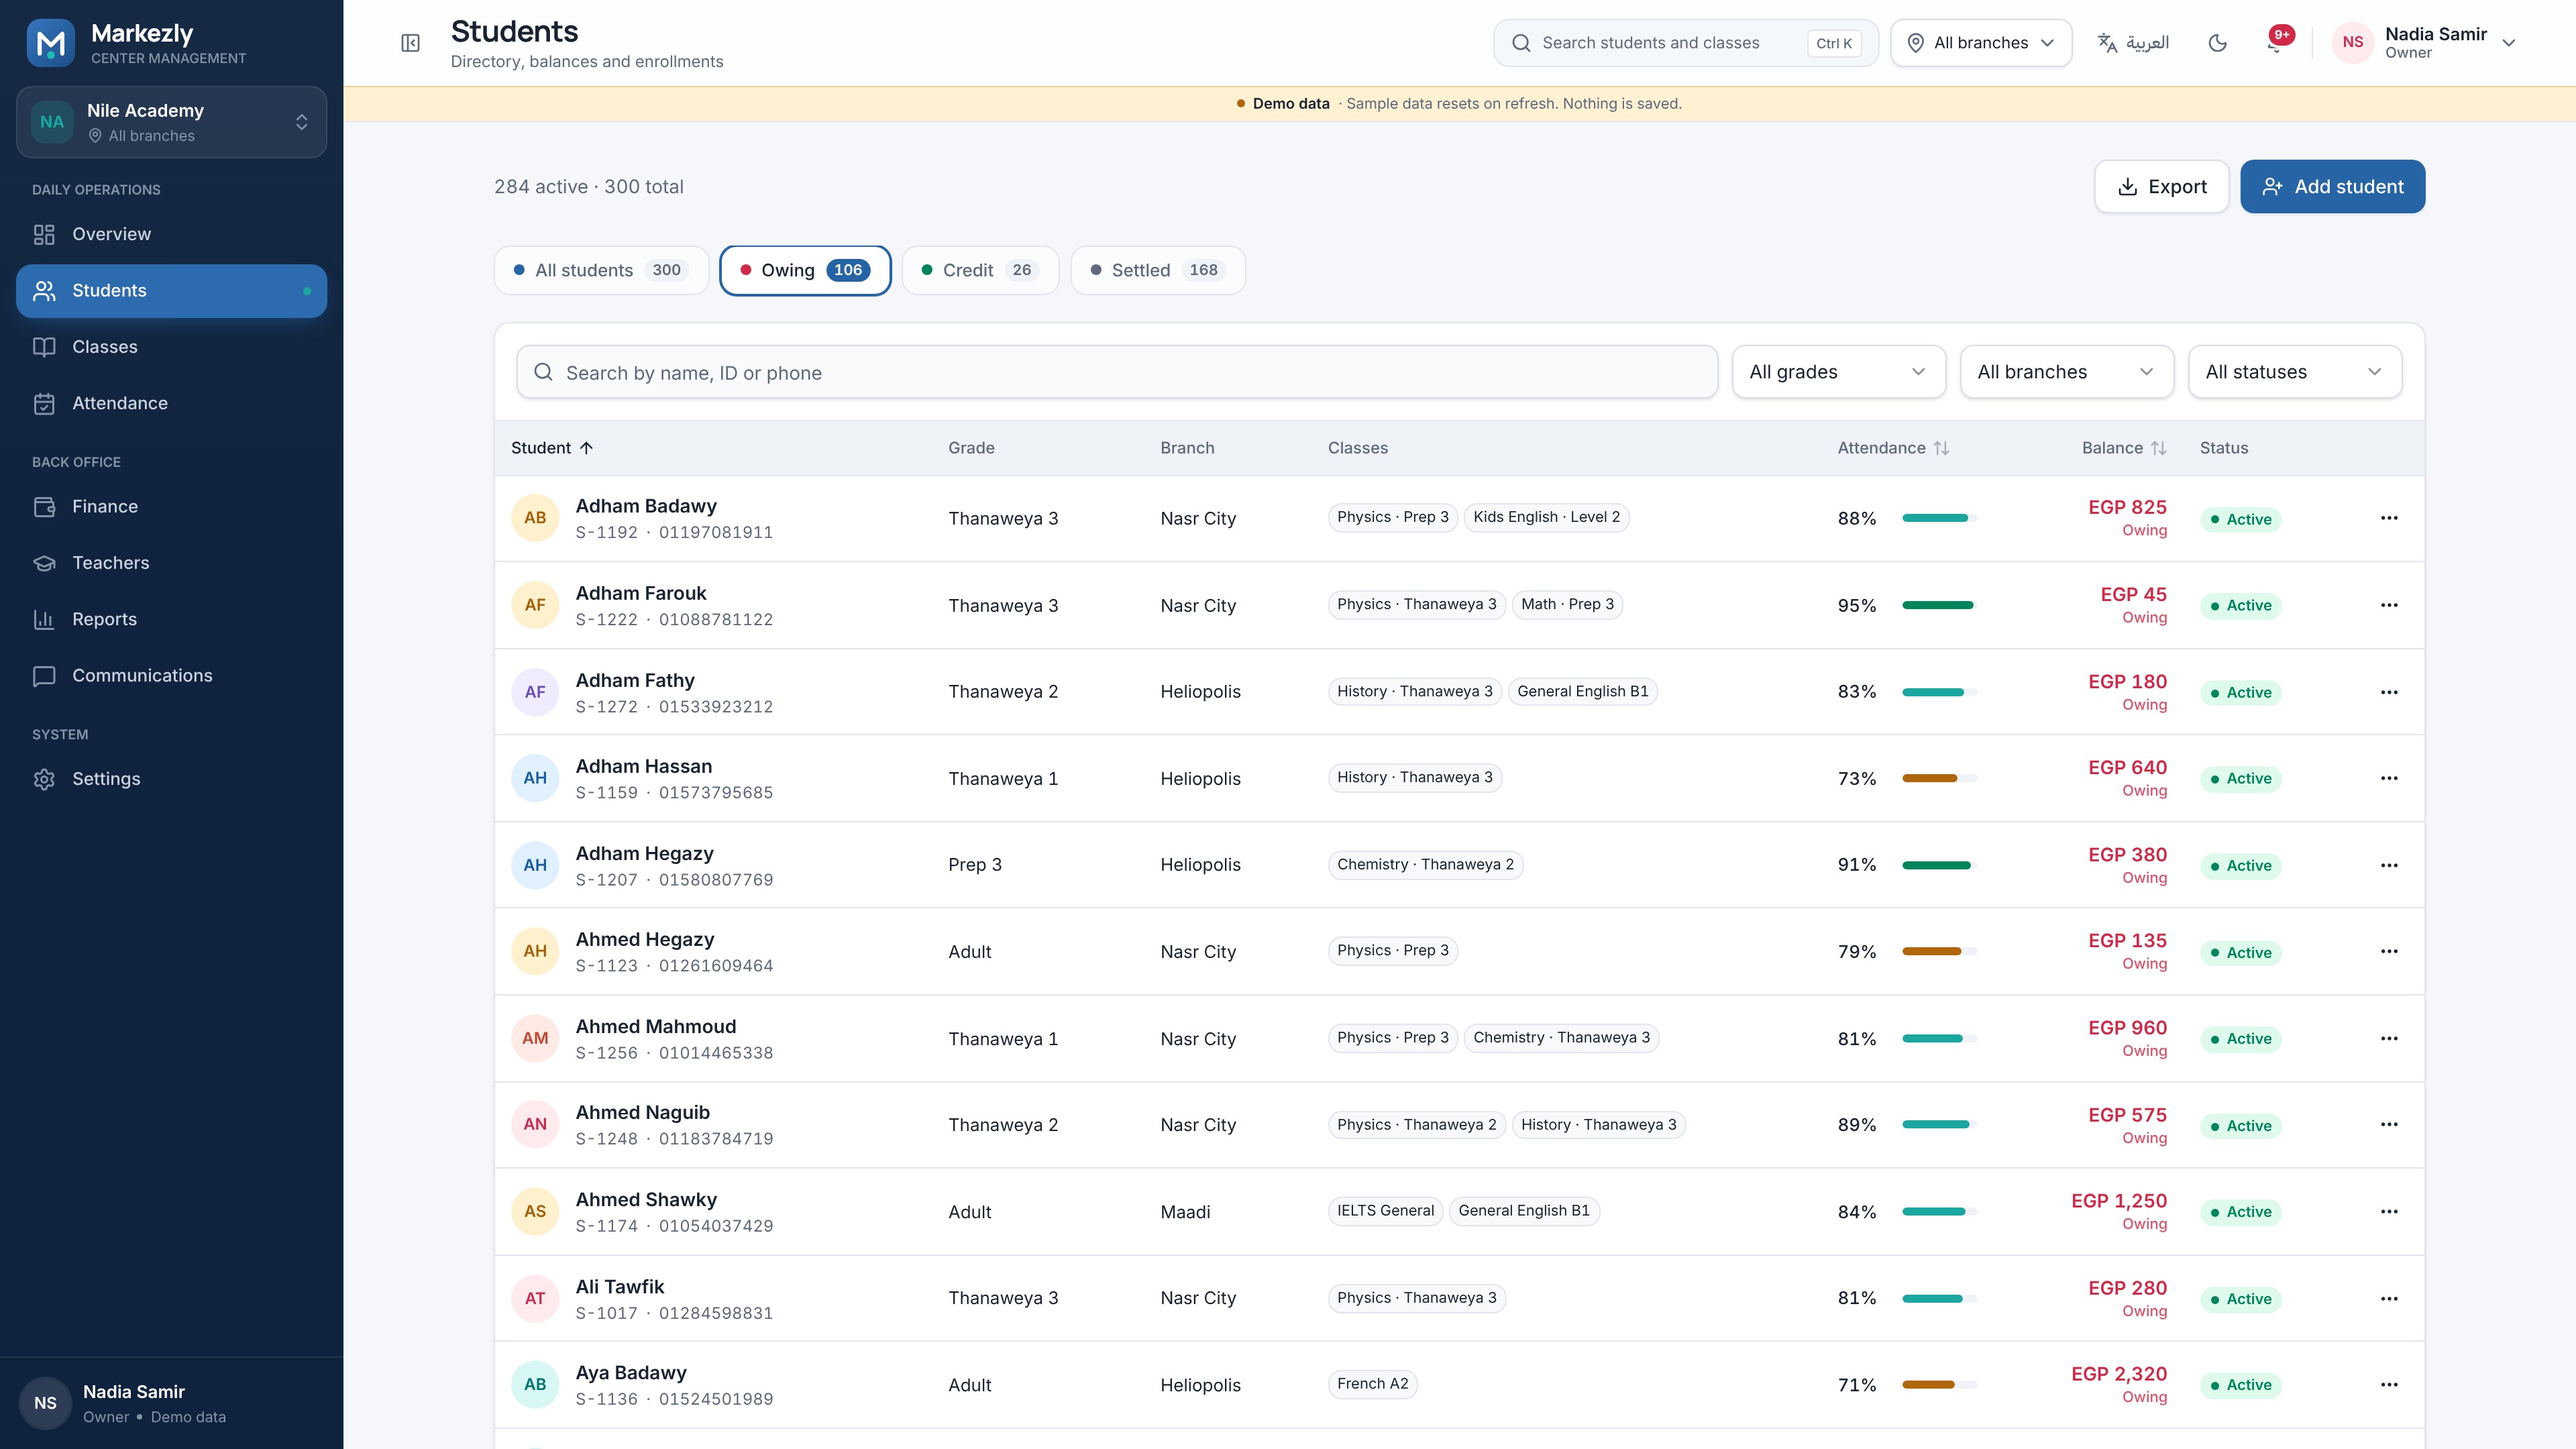 Markezly
CENTER MANAGEMENT
NA
Nile Academy
All branches
DAILY OPERATIONS
Overview
Students
Classes
Attendance
BACK OFFICE
Finance
Teachers
Reports
Communications
SYSTEM
Settings
NS
Nadia Samir
Owner • Demo data
Students
Directory, balances and enrollments
Search students and classes Ctrl K
All branches
العربية
9+
NS
Nadia Samir
Owner
Demo data · Sample data resets on refresh. Nothing is saved.
284 active · 300 total
Export
Add student
All students 300
Owing 106
Credit 26
Settled 168
Search by name, ID or phone
All grades
All branches
All statuses
Student Grade Branch Classes Attendance Balance Status
AB Adham Badawy Thanaweya 3 Nasr City Physics · Prep 3 Kids English · Level 2 88% EGP 825 Active
S-1192 · 01197081911 Owing
AF Adham Farouk Thanaweya 3 Nasr City Physics · Thanaweya 3 Math · Prep 3 95% EGP 45 Active
S-1222 · 01088781122 Owing
AF Adham Fathy Thanaweya 2 Heliopolis History · Thanaweya 3 General English B1 83% EGP 180 Active
S-1272 · 01533923212 Owing
AH Adham Hassan Thanaweya 1 Heliopolis History · Thanaweya 3 73% EGP 640 Active
S-1159 · 01573795685 Owing
AH Adham Hegazy Prep 3 Heliopolis Chemistry · Thanaweya 2 91% EGP 380 Active
S-1207 · 01580807769 Owing
AH Ahmed Hegazy Adult Nasr City Physics · Prep 3 79% EGP 135 Active
S-1123 · 01261609464 Owing
AM Ahmed Mahmoud Thanaweya 1 Nasr City Physics · Prep 3 Chemistry · Thanaweya 3 81% EGP 960 Active
S-1256 · 01014465338 Owing
AN Ahmed Naguib Thanaweya 2 Nasr City Physics · Thanaweya 2 History · Thanaweya 3 89% EGP 575 Active
S-1248 · 01183784719 Owing
AS Ahmed Shawky Adult Maadi IELTS General General English B1 84% EGP 1,250 Active
S-1174 · 01054037429 Owing
AT Ali Tawfik Thanaweya 3 Nasr City Physics · Thanaweya 3 81% EGP 280 Active
S-1017 · 01284598831 Owing
AB Aya Badawy Adult Heliopolis French A2 71% EGP 2,320 Active
S-1136 · 01524501989 Owing